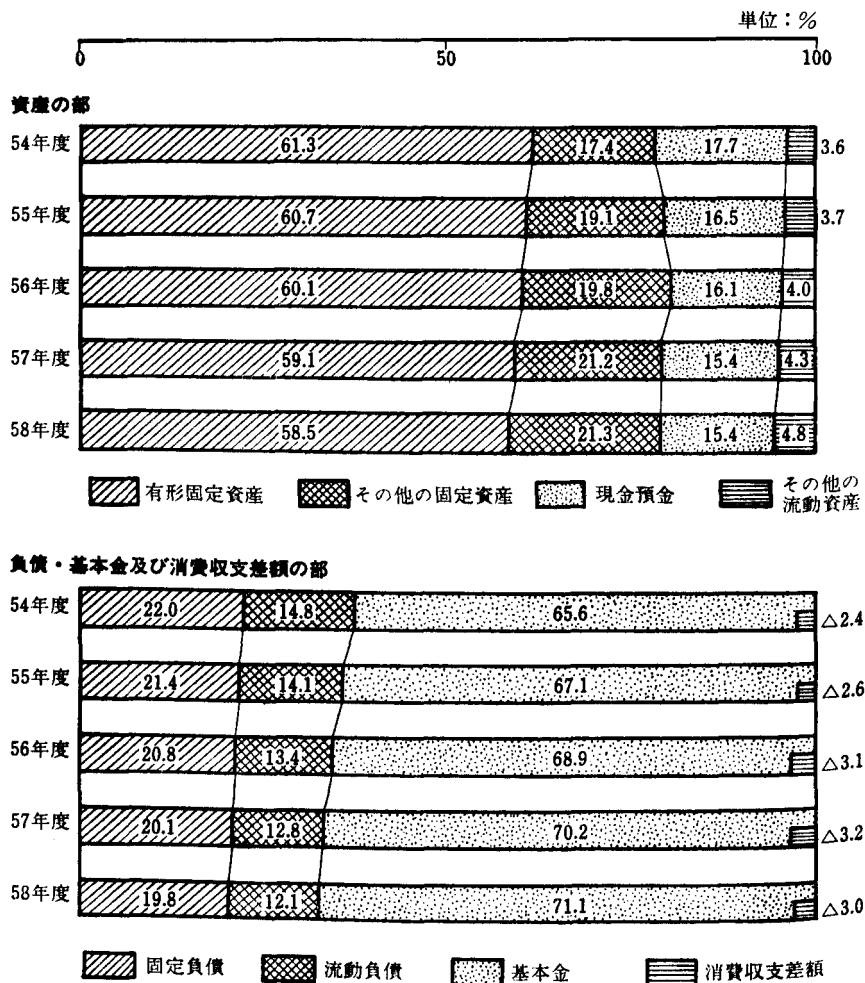 単位：%
0 50 100
資産の部
54年度 61.3 17.4 17.7 3.6
55年度 60.7 19.1 16.5 3.7
56年度 60.1 19.8 16.1 4.0
57年度 59.1 21.2 15.4 4.3
58年度 58.5 21.3 15.4 4.8
有形固定資産 その他の固定資産 現金預金 その他の流動資産
負債・基本金及び消費収支差額の部
54年度 22.0 14.8 65.6 △2.4
55年度 21.4 14.1 67.1 △2.6
56年度 20.8 13.4 68.9 △3.1
57年度 20.1 12.8 70.2 △3.2
58年度 19.8 12.1 71.1 △3.0
固定負債 流動負債 基本金 消費収支差額